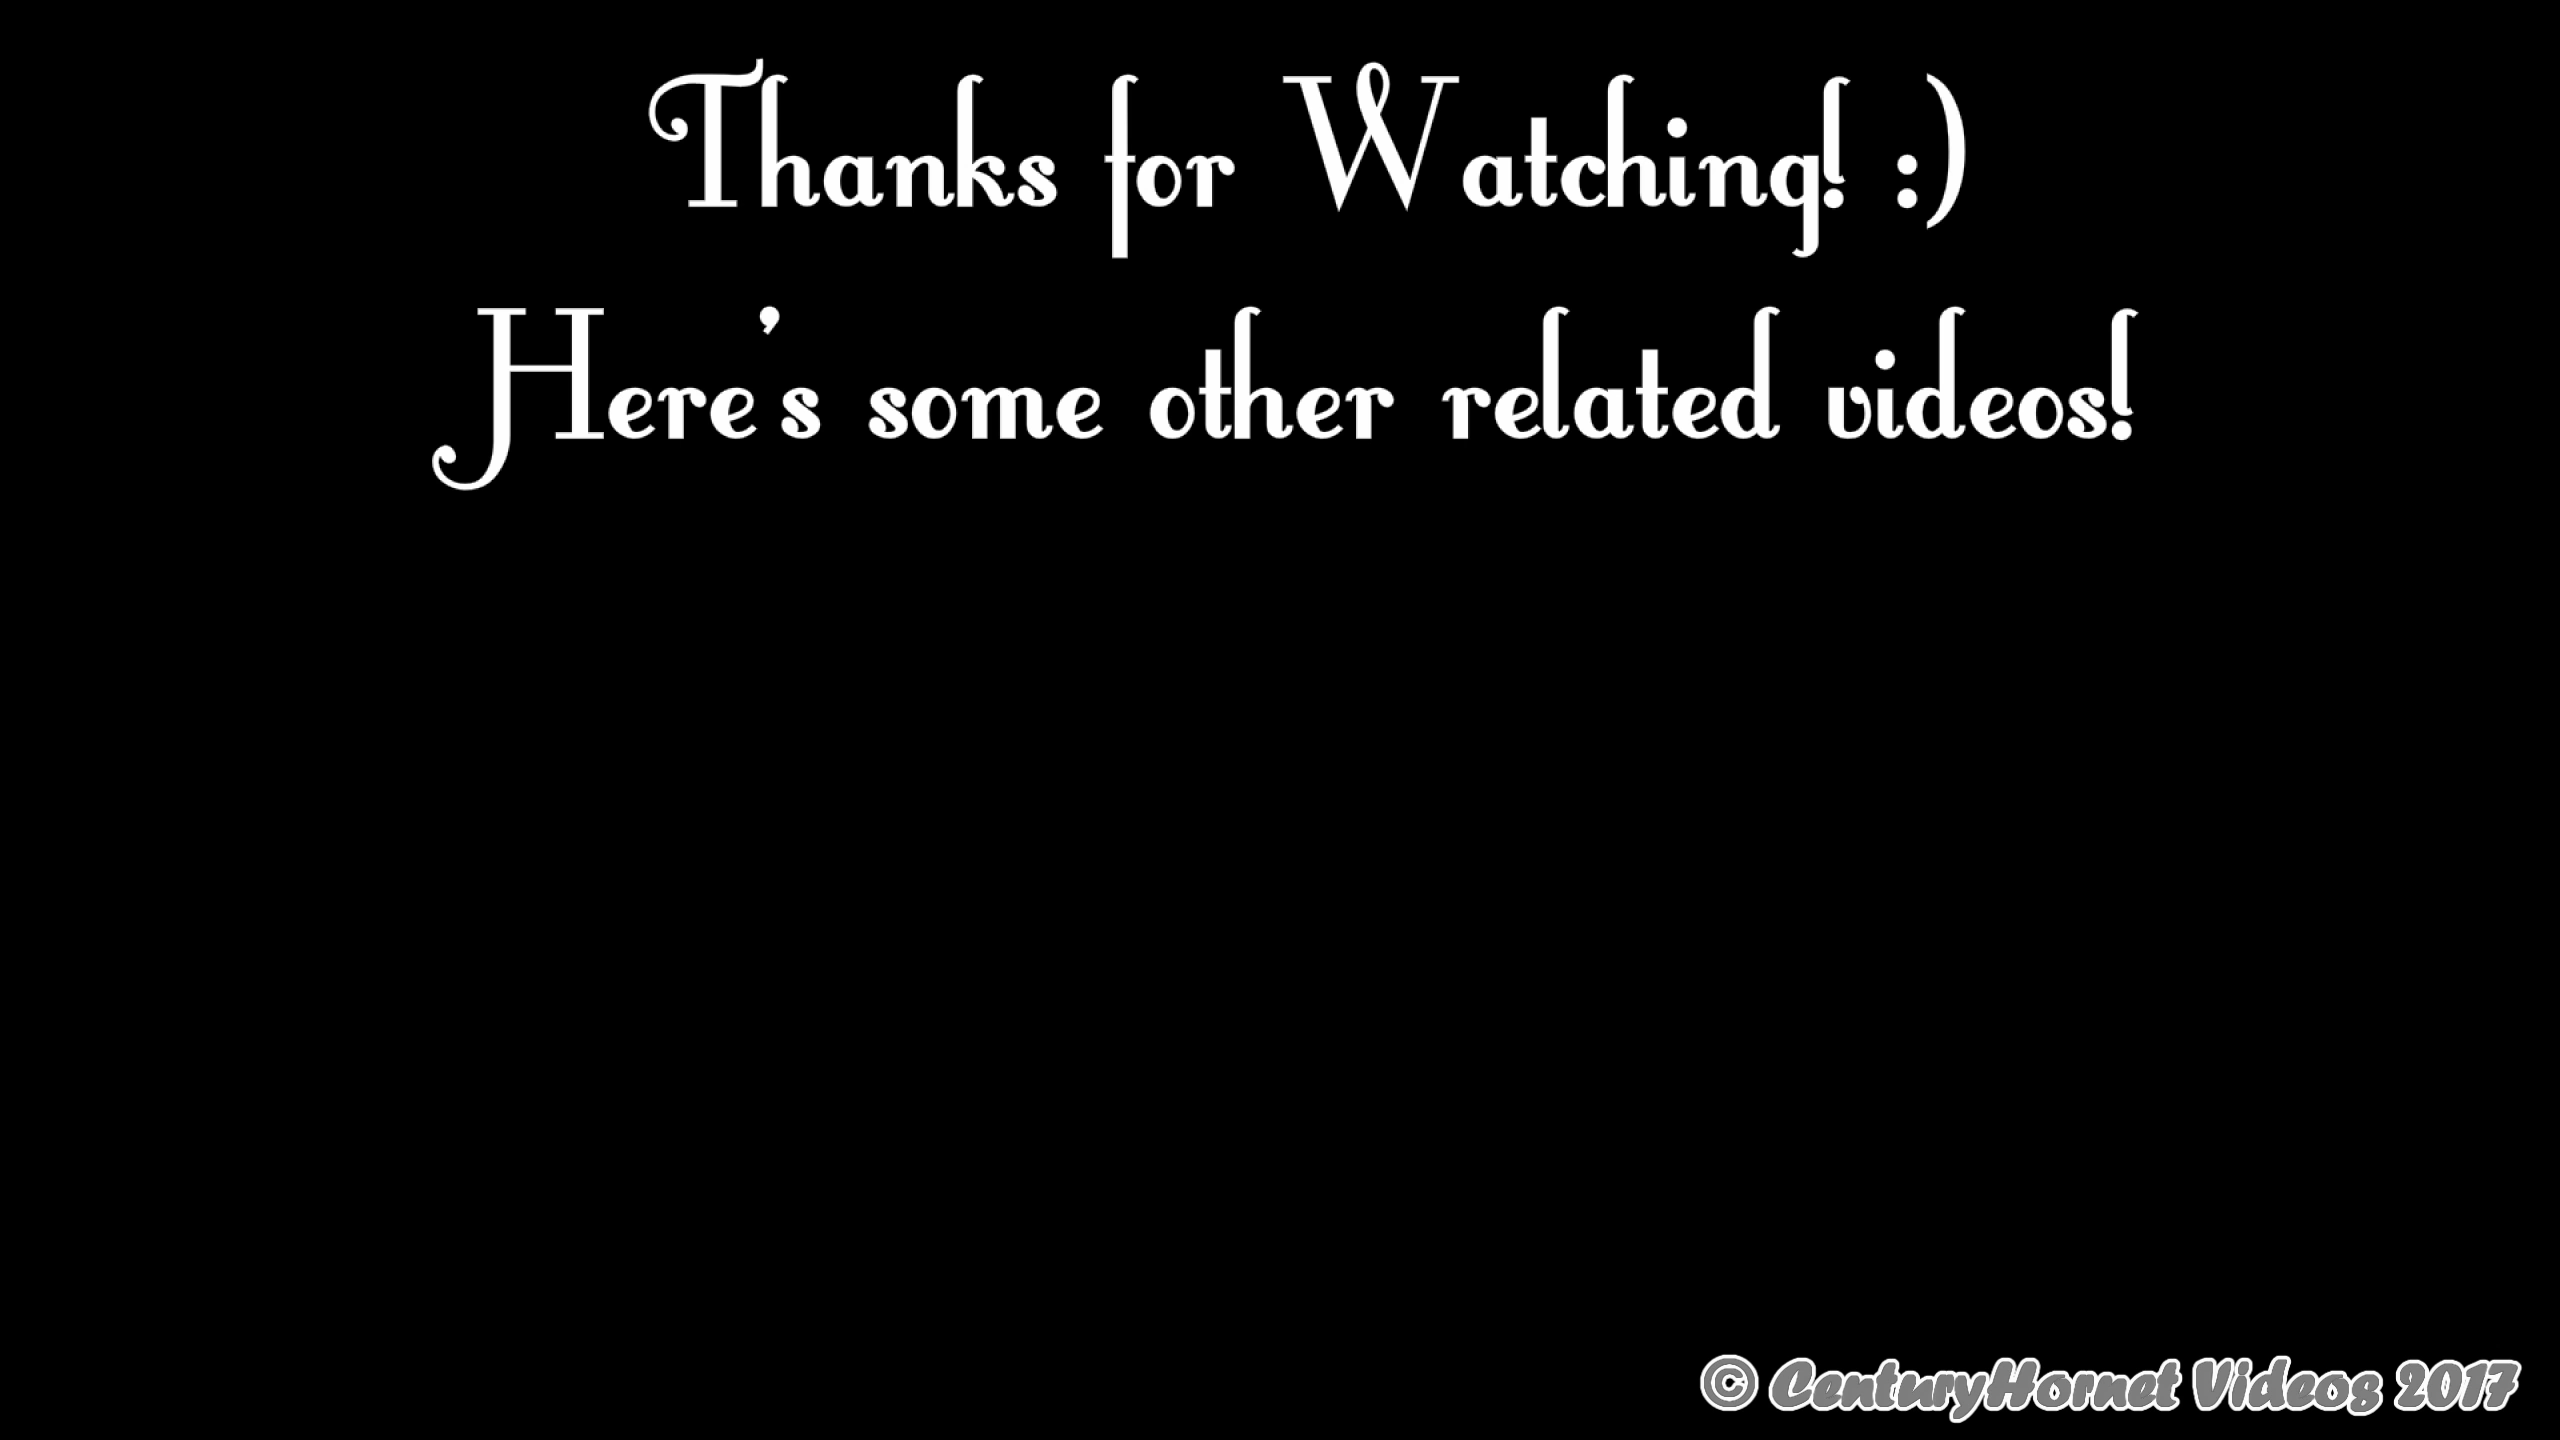 Thanks for Watching! :)
Here's some other related videos!
© CenturyHornet Videos 2017